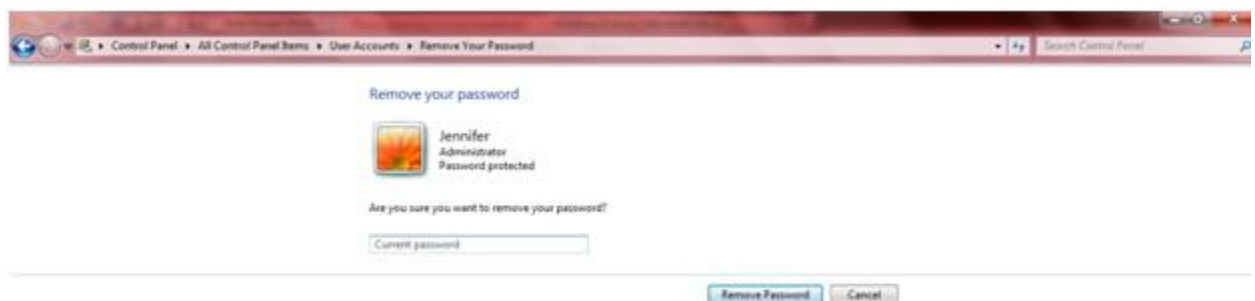 Control Panel ▸ All Control Panel Items ▸ User Accounts ▸ Remove Your Password
Search Control Panel
Remove your password
Jennifer
Administrator
Password protected
Are you sure you want to remove your password?
Current password
Remove Password Cancel